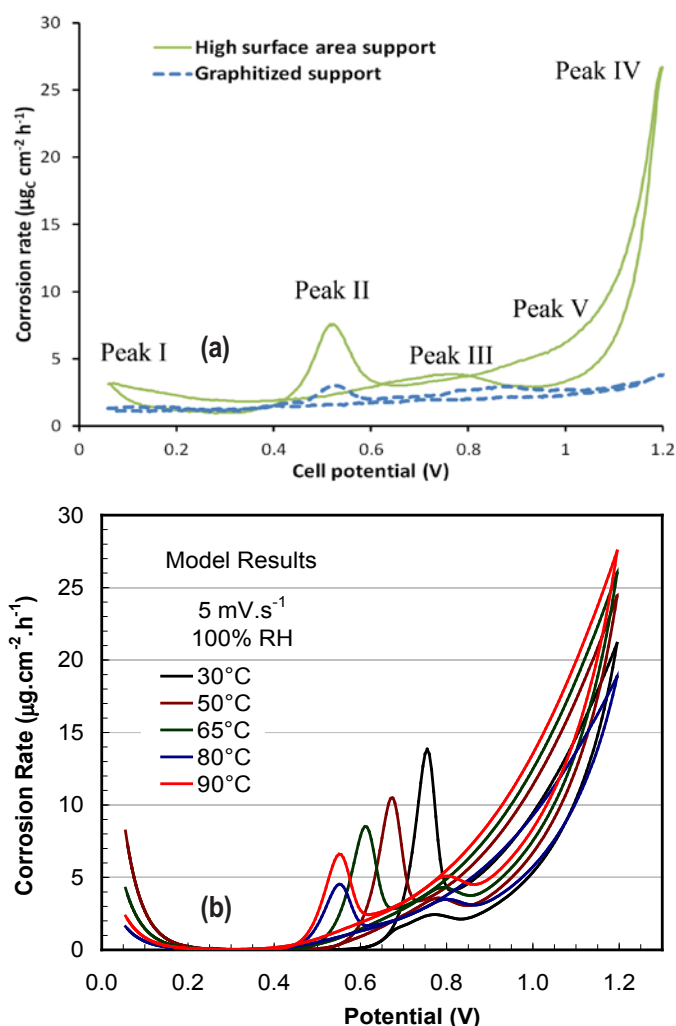 30
25
20
15
10
5
0
Corrosion rate (µg_C cm⁻² h⁻¹)
High surface area support
Graphitized support
Peak IV
Peak II
Peak V
Peak I
(a)
Peak III
0
0.2
0.4
0.6
0.8
1
1.2
Cell potential (V)
30
25
20
15
10
5
0
Corrosion Rate (µg.cm⁻².h⁻¹)
Model Results
5 mV.s⁻¹
100% RH
30°C
50°C
65°C
80°C
90°C
(b)
0.0
0.2
0.4
0.6
0.8
1.0
1.2
Potential (V)